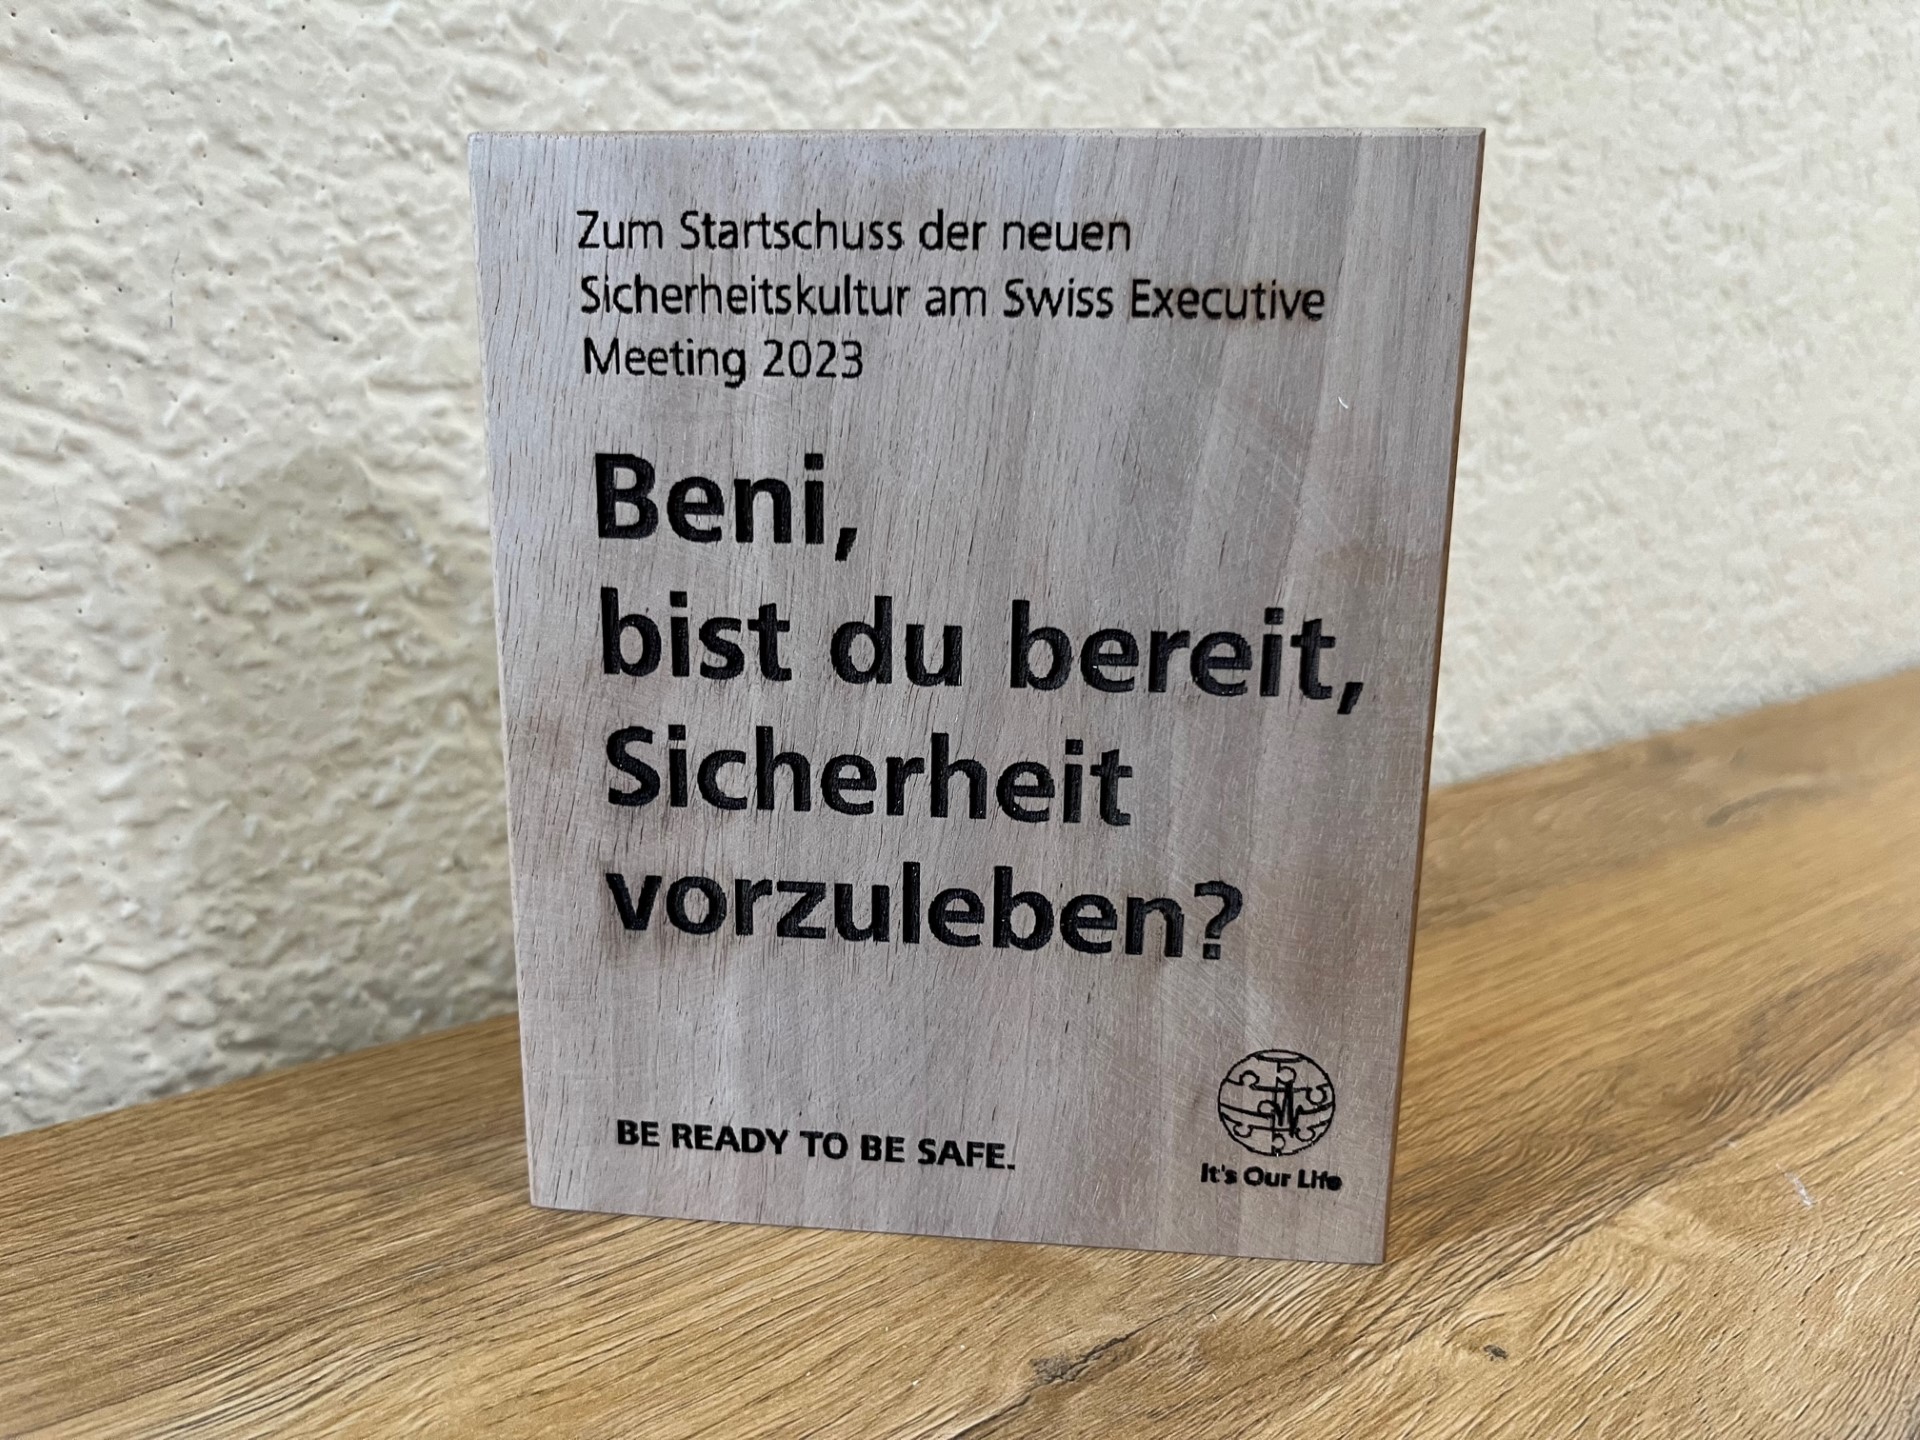 Zum Startschuss der neuen
Sicherheitskultur am Swiss Executive
Meeting 2023
Beni,
bist du bereit,
Sicherheit
vorzuleben?
BE READY TO BE SAFE.
It's Our Life